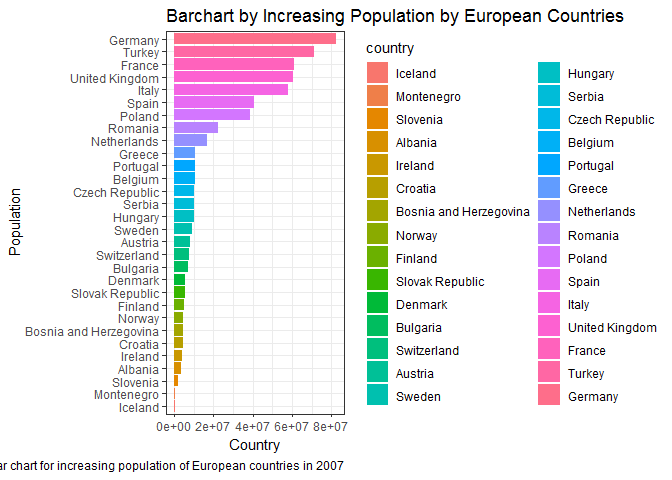 Barchart by Increasing Population by European Countries
Population
Germany
Turkey
France
United Kingdom
Italy
Spain
Poland
Romania
Netherlands
Greece
Portugal
Belgium
Czech Republic
Serbia
Hungary
Sweden
Austria
Switzerland
Bulgaria
Denmark
Slovak Republic
Finland
Norway
Bosnia and Herzegovina
Croatia
Ireland
Albania
Slovenia
Montenegro
Iceland
0e+00 2e+07 4e+07 6e+07 8e+07
Country
country
Iceland
Montenegro
Slovenia
Albania
Ireland
Croatia
Bosnia and Herzegovina
Norway
Finland
Slovak Republic
Denmark
Bulgaria
Switzerland
Austria
Sweden
Hungary
Serbia
Czech Republic
Belgium
Portugal
Greece
Netherlands
Romania
Poland
Spain
Italy
United Kingdom
France
Turkey
Germany
ar chart for increasing population of European countries in 2007